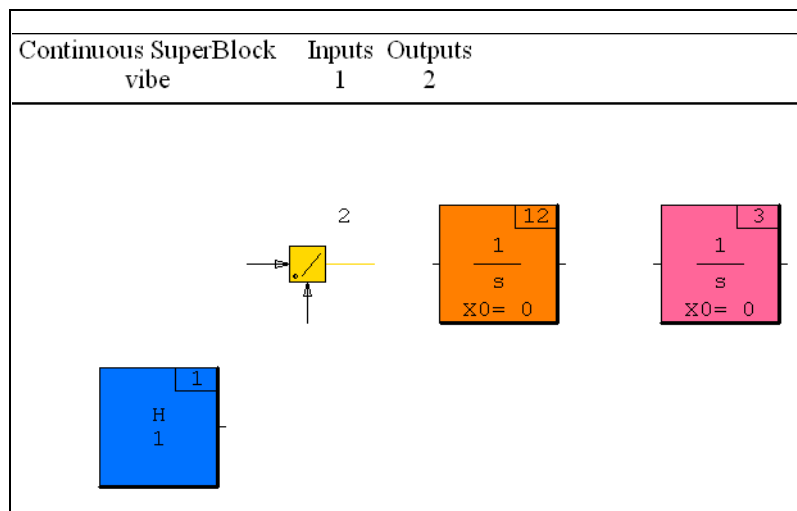 Continuous SuperBlock Inputs Outputs
vibe 1 2
2
12
1
s
X0= 0
3
1
s
X0= 0
1
H
1